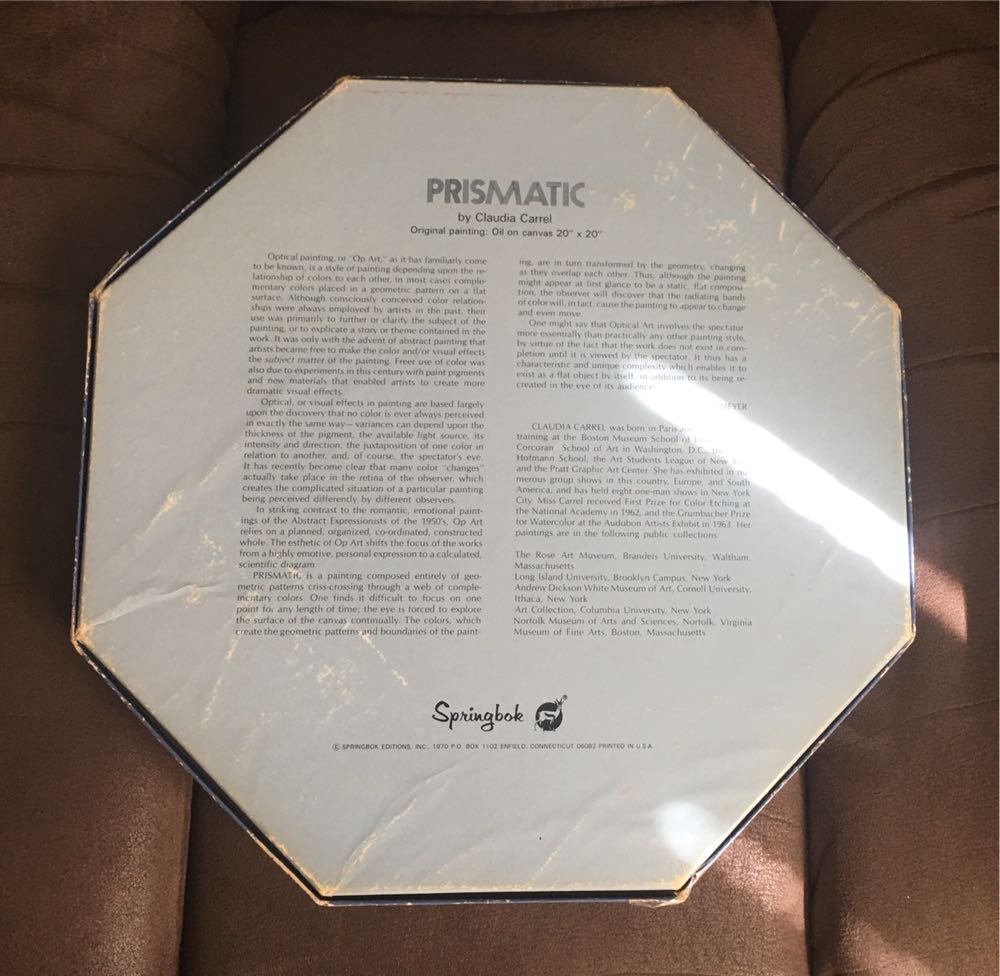 PRISMATIC
by Claudia Carrel
Original painting: Oil on canvas 20" x 20"
Optical painting, or "Op Art," as it has familiarly come
to be known, is a style of painting depending upon the re-
lationship of colors to each other, in most cases comple-
mentary colors placed in a geometric pattern on a flat
surface. Although consciously conceived color relation-
ships were always employed by artists in the past, their
use was primarily to further or clarify the subject of the
painting, or to explicate a story or theme contained in the
work. It was only with the advent of abstract painting that
artists became free to make the color and/or visual effects
the subject matter of the painting. Freer use of color was
also due to experiments in this century with paint pigments
and new materials that enabled artists to create more
dramatic visual effects.
Optical, or visual effects in painting are based largely
upon the discovery that no color is ever always perceived
in exactly the same way— variances can depend upon the
thickness of the pigment, the available light source, its
intensity and direction, the juxtaposition of one color in
relation to another, and, of course, the spectator's eye.
It has recently become clear that many color "changes"
actually take place in the retina of the observer, which
creates the complicated situation of a particular painting
being perceived differently by different observers.
In striking contrast to the romantic, emotional paint-
ings of the Abstract Expressionists of the 1950's, Op Art
relies on a planned, organized, co-ordinated, constructed
whole. The esthetic of Op Art shifts the focus of the works
from a highly emotive, personal expression to a calculated,
scientific diagram.
PRISMATIC is a painting composed entirely of geo-
metric patterns criss-crossing through a web of comple-
mentary colors. One finds it difficult to focus on one
point for any length of time; the eye is forced to explore
the surface of the canvas continually. The colors, which
create the geometric patterns and boundaries of the paint-
ing, are in turn transformed by the geometry, changing
as they overlap each other. Thus, although the painting
might appear at first glance to be a static, flat composi-
tion, the observer will discover that the radiating bands
of color will, in fact, cause the painting to appear to change
and even move.
One might say that Optical Art involves the spectator
more essentially than practically any other painting style,
by virtue of the fact that the work does not exist in com-
pletion until it is viewed by the spectator. It thus has a
characteristic and unique complexity which enables it to
exist as a flat object by itself, in addition to its being re-
created in the eye of its audience.
MEYER
CLAUDIA CARREL was born in Paris
training at the Boston Museum School of
Corcoran School of Art in Washington, D.C.,
Hofmann School, the Art Students League of New
and the Pratt Graphic Art Center. She has exhibited in nu-
merous group shows in this country, Europe, and South
America, and has held eight one-man shows in New York
City. Miss Carrel received First Prize for Color Etching at
the National Academy in 1962, and the Grumbacher Prize
for Watercolor at the Audubon Artists Exhibit in 1963. Her
paintings are in the following public collections:
The Rose Art Museum, Brandeis University, Waltham,
Massachusetts
Long Island University, Brooklyn Campus, New York
Andrew Dickson White Museum of Art, Cornell University,
Ithaca, New York
Art Collection, Columbia University, New York
Norfolk Museum of Arts and Sciences, Norfolk, Virginia
Museum of Fine Arts, Boston, Massachusetts
Springbok ®
© SPRINGBOK EDITIONS, INC., 1970 P.O. BOX 1102, ENFIELD, CONNECTICUT 06082 PRINTED IN U.S.A.